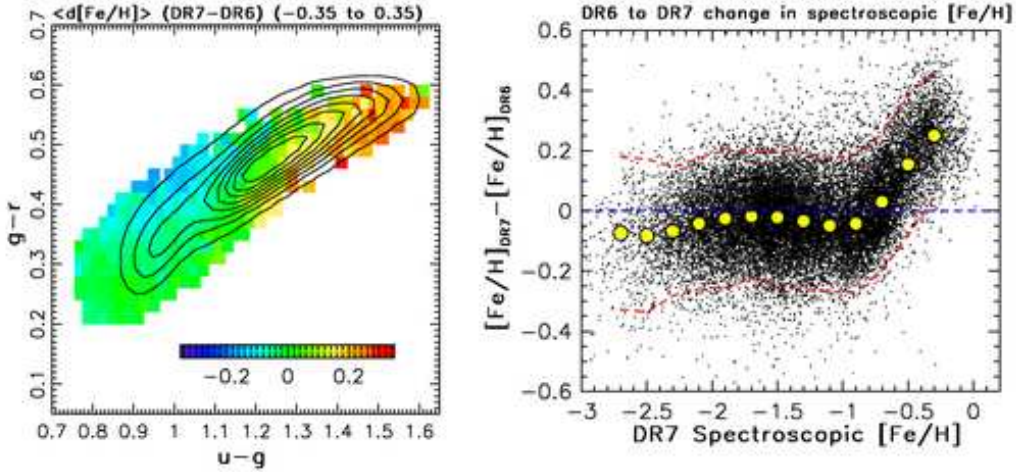 <d[Fe/H]> (DR7-DR6) (-0.35 to 0.35)
0.7
0.6
0.5
0.4
0.3
0.2
0.1
g-r
-0.2 0 0.2
0.7 0.8 0.9 1 1.1 1.2 1.3 1.4 1.5 1.6
u-g
DR6 to DR7 change in spectroscopic [Fe/H]
0.6
0.4
0.2
0
-0.2
-0.4
-0.6
[Fe/H]DR7-[Fe/H]DR6
-3 -2.5 -2 -1.5 -1 -0.5 0
DR7 Spectroscopic [Fe/H]